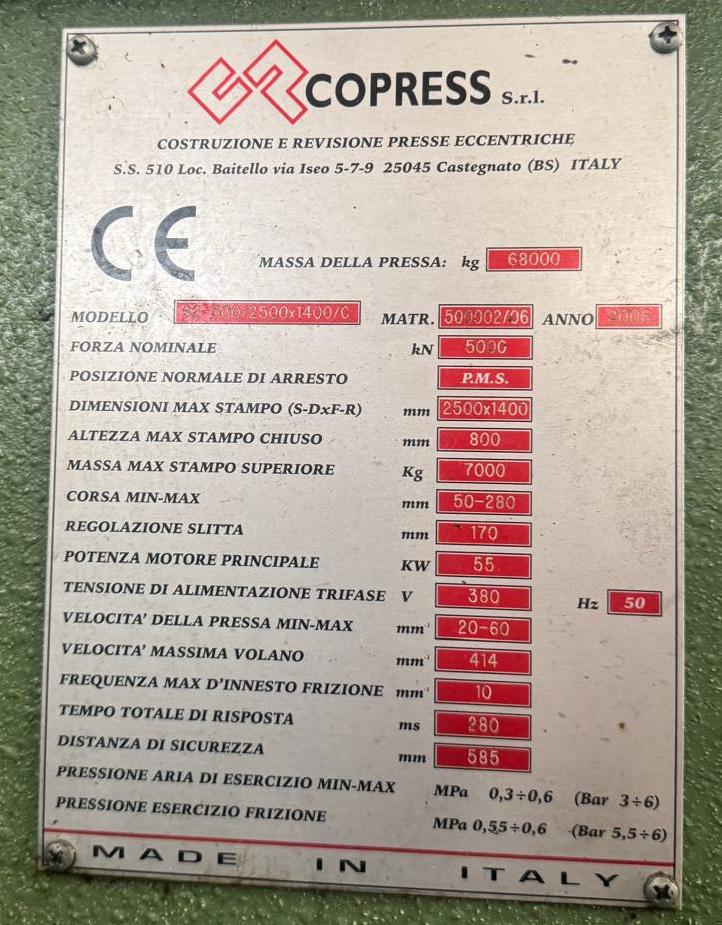 COPRESS S.r.l.
COSTRUZIONE E REVISIONE PRESSE ECCENTRICHE
S.S. 510 Loc. Baitello via Iseo 5-7-9 25045 Castegnato (BS) ITALY
CE
MASSA DELLA PRESSA: kg 68000
MODELLO MATR. 500002/06 ANNO 2006
FORZA NOMINALE kN 5000
POSIZIONE NORMALE DI ARRESTO P.M.S.
DIMENSIONI MAX STAMPO (S-DxF-R) mm 2500x1400
ALTEZZA MAX STAMPO CHIUSO mm 800
MASSA MAX STAMPO SUPERIORE Kg 7000
CORSA MIN-MAX mm 50-280
REGOLAZIONE SLITTA mm 170
POTENZA MOTORE PRINCIPALE KW 55
TENSIONE DI ALIMENTAZIONE TRIFASE V 380 Hz 50
VELOCITA' DELLA PRESSA MIN-MAX mm⁻¹ 20-60
VELOCITA' MASSIMA VOLANO mm⁻¹ 414
FREQUENZA MAX D'INNESTO FRIZIONE mm⁻¹ 10
TEMPO TOTALE DI RISPOSTA ms 280
DISTANZA DI SICUREZZA mm 585
PRESSIONE ARIA DI ESERCIZIO MIN-MAX MPa 0,3÷0,6 (Bar 3÷6)
PRESSIONE ESERCIZIO FRIZIONE MPa 0,55÷0,6 (Bar 5,5÷6)
MADE IN ITALY